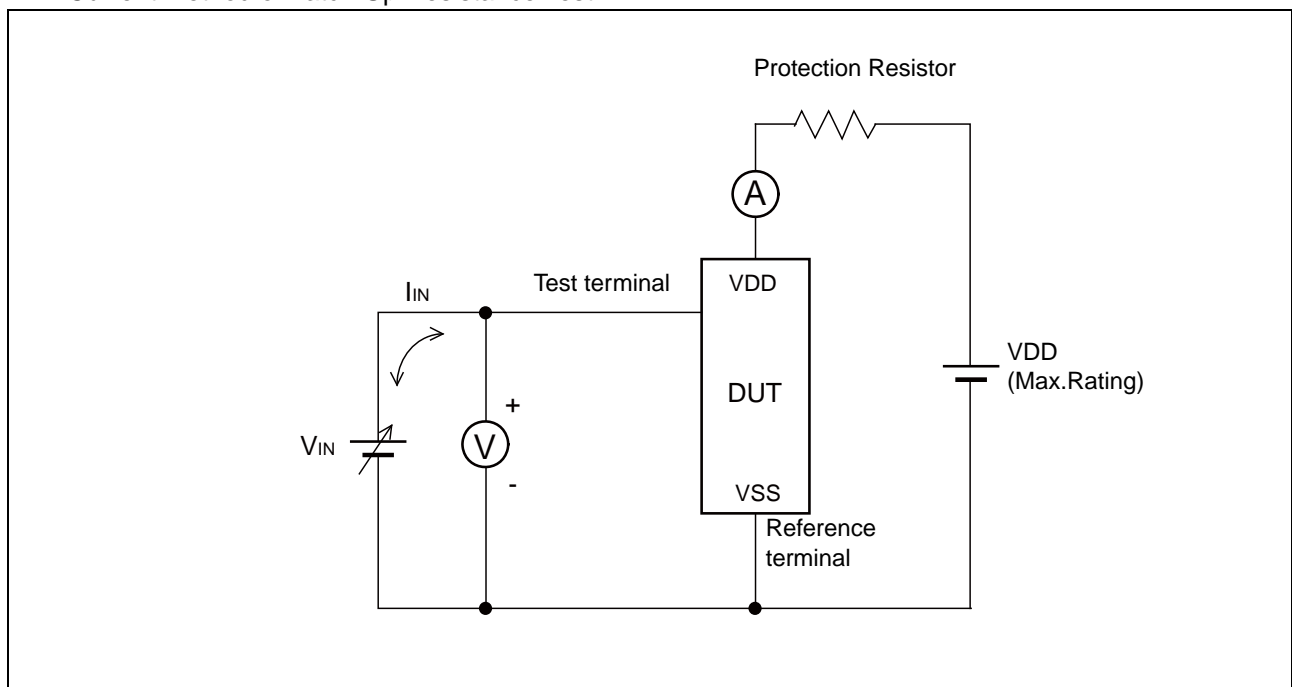 Protection Resistor
A
VDD
Test terminal
IIN
VDD
(Max.Rating)
DUT
+
VIN
V
-
VSS
Reference
terminal